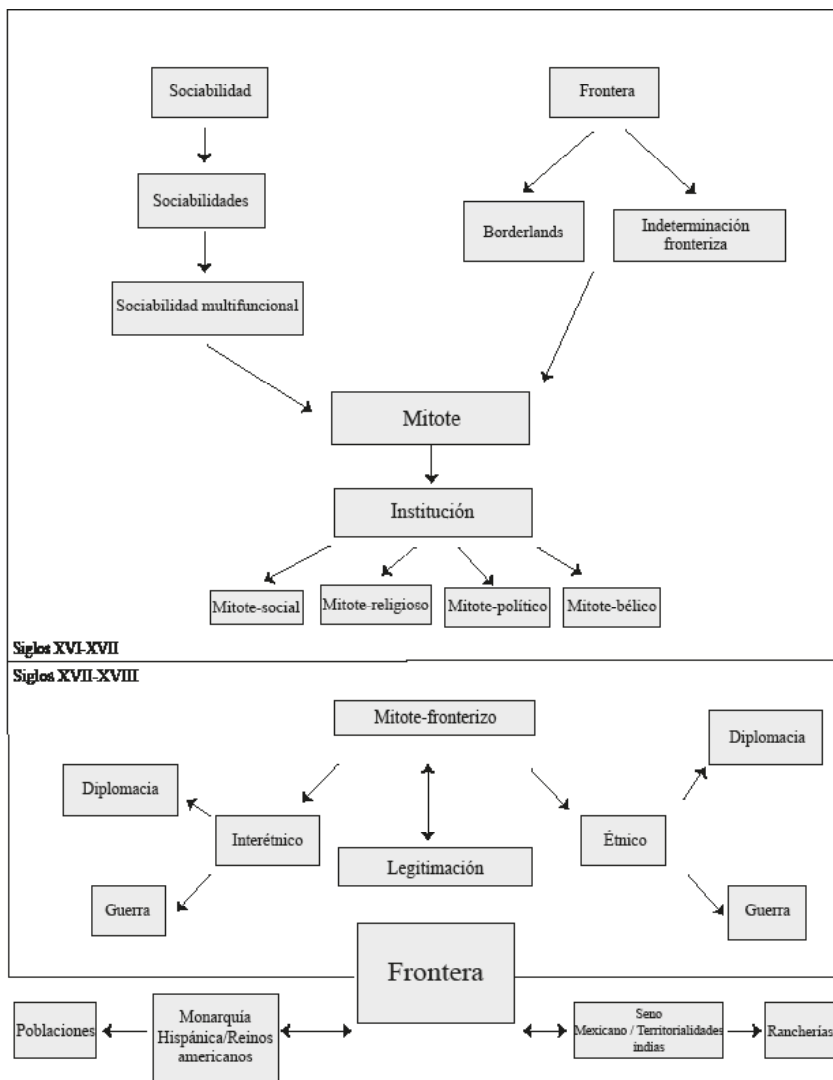 Sociabilidad
Frontera
Sociabilidades
Borderlands
Indeterminación
fronteriza
Sociabilidad multifuncional
Mitote
Institución
Mitote-social
Mitote-religioso
Mitote-político
Mitote-bélico
Siglos XVI-XVII
Siglos XVII-XVIII
Mitote-fronterizo
Diplomacia
Diplomacia
Interétnico
Étnico
Legitimación
Guerra
Guerra
Frontera
Poblaciones
Monarquía
Hispánica/Reinos
americanos
Seno
Mexicano / Territorialidades
indias
Rancherías